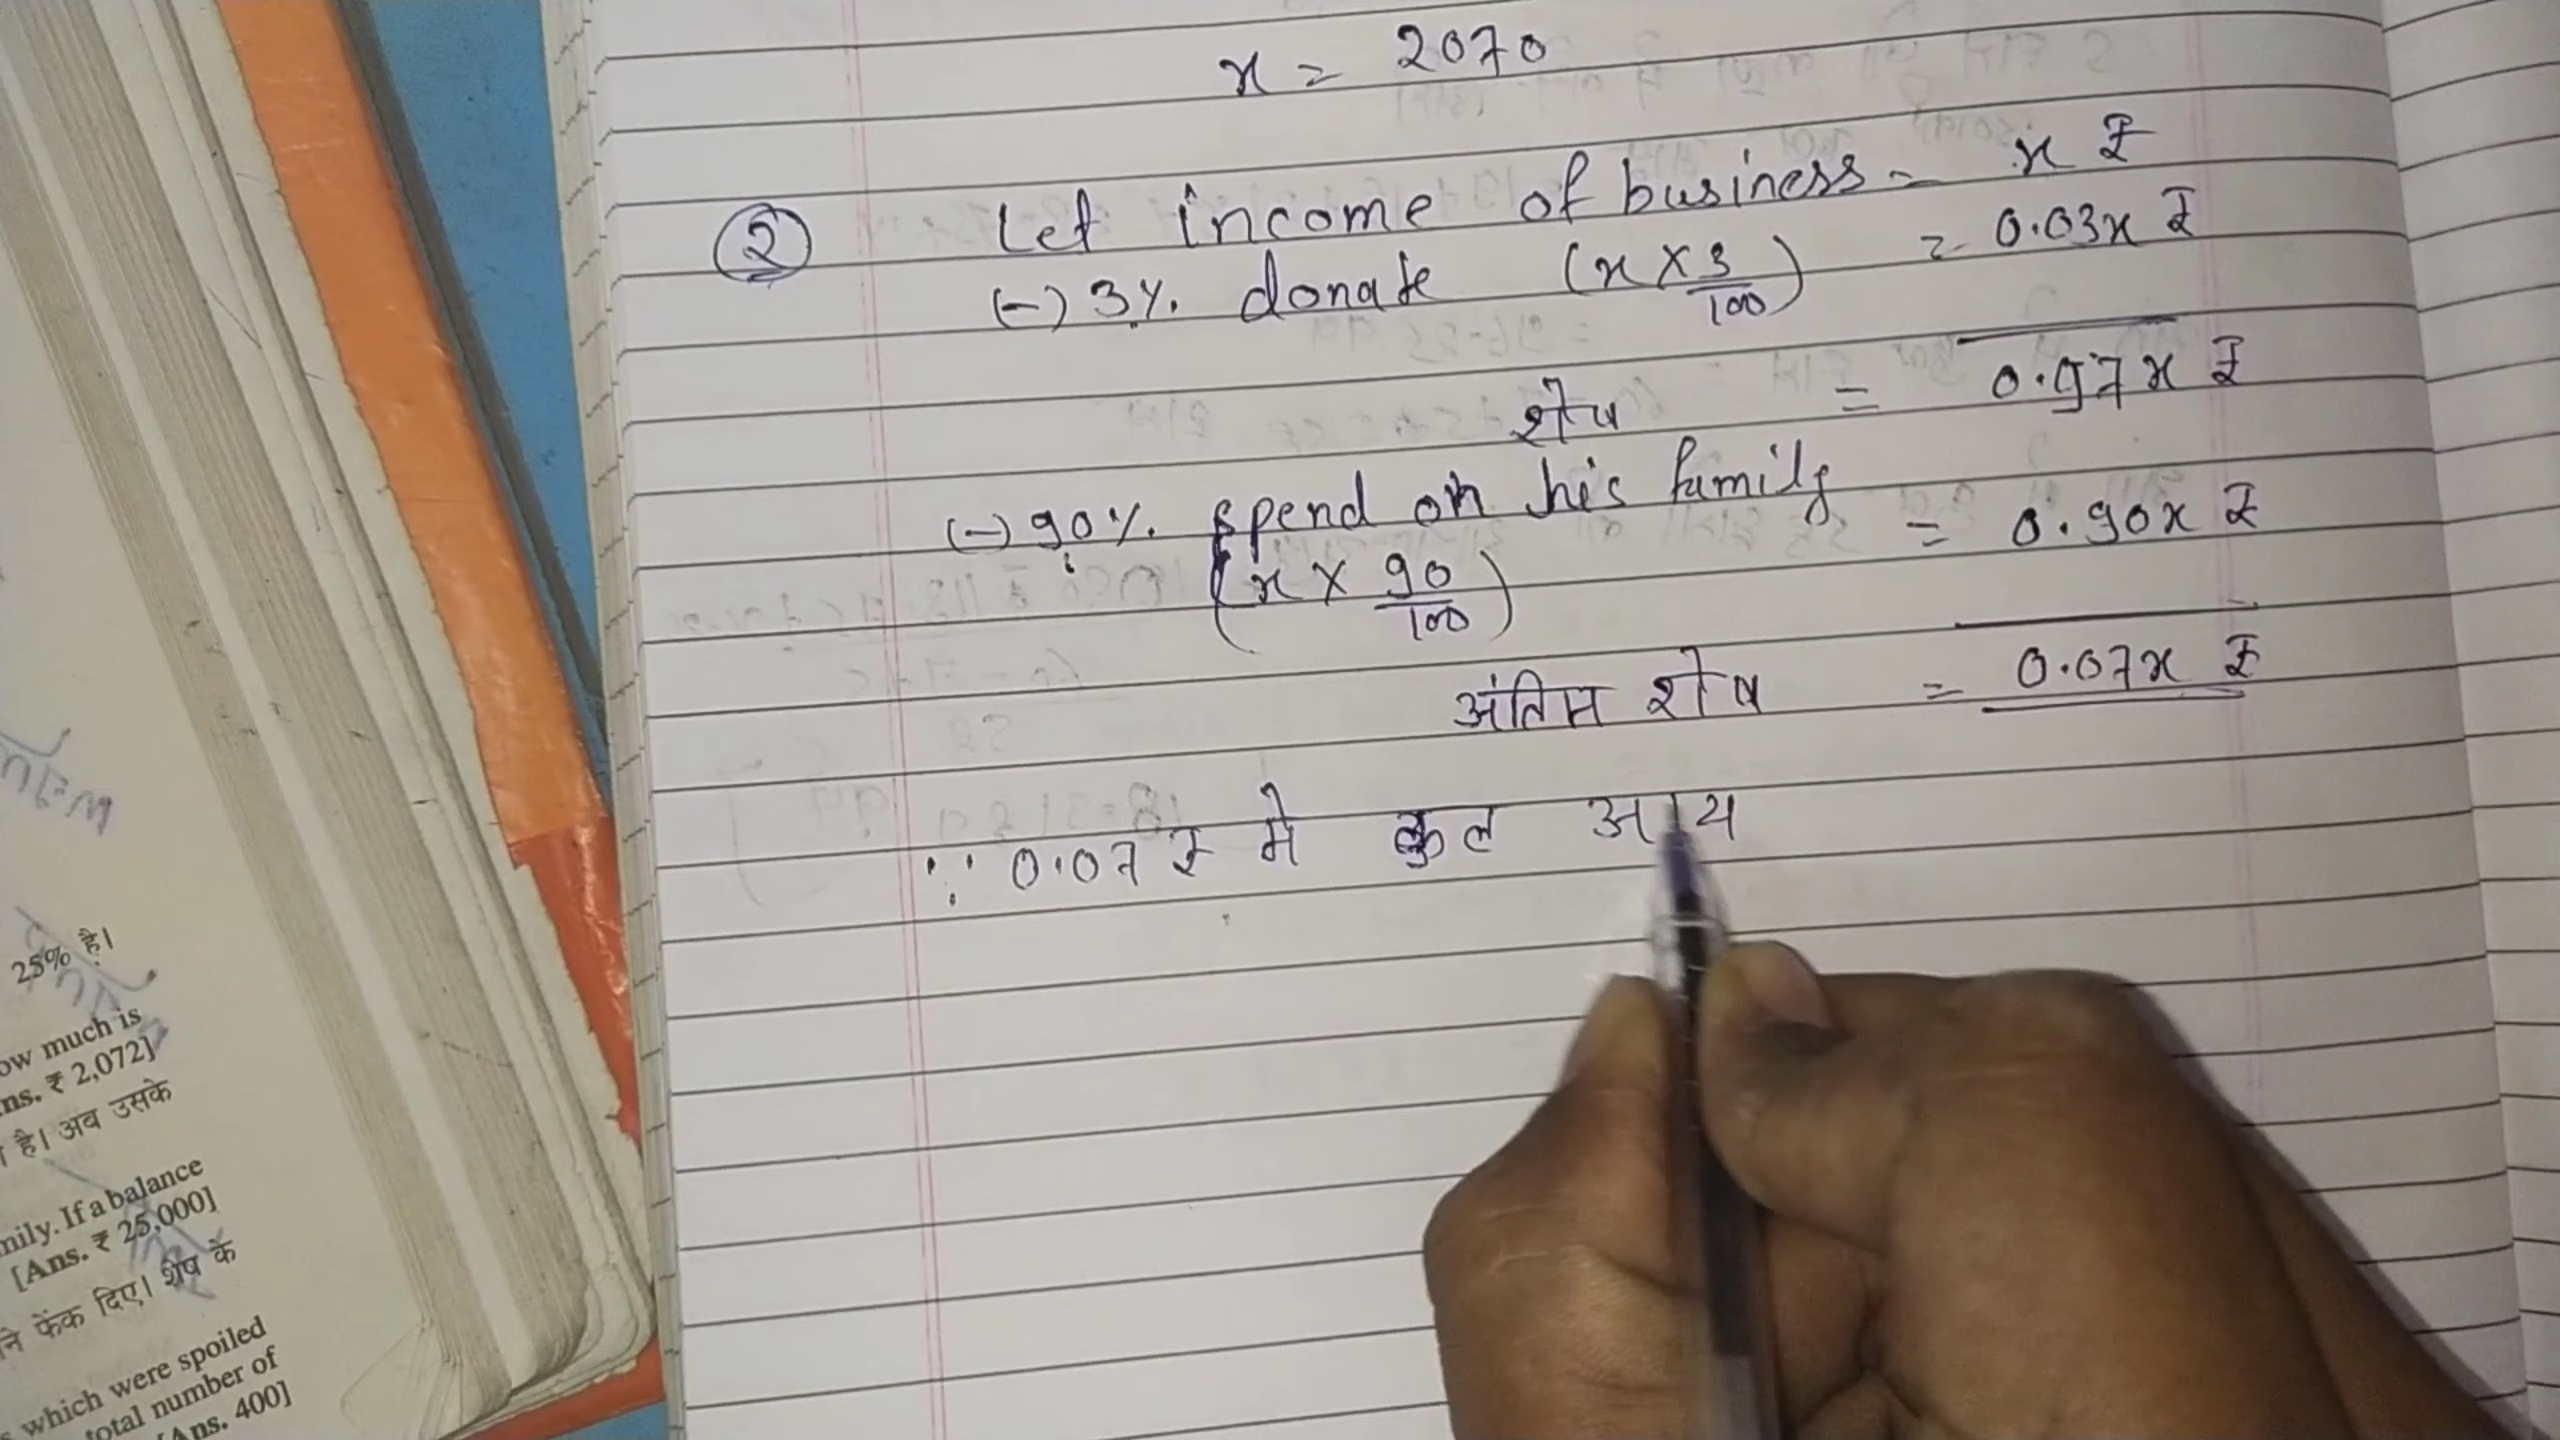 x = 2070
② Let income of business = x ₹
(-) 3%. donate (x × 3/100) = 0.03x ₹
शेष = 0.97x ₹
(-) 90%. spend on his family = 0.90x ₹
(x × 90/100)
अंतिम शेष = 0.07x ₹
∵ 0.07 ₹ मे कुल आय
25% है।
ow much is
ns. ₹ 2,072]
है। अब उसके
mily. If a balance
[Ans. ₹ 25,000]
ने फेंक दिए। शेष के
which were spoiled
total number of
[Ans. 400]